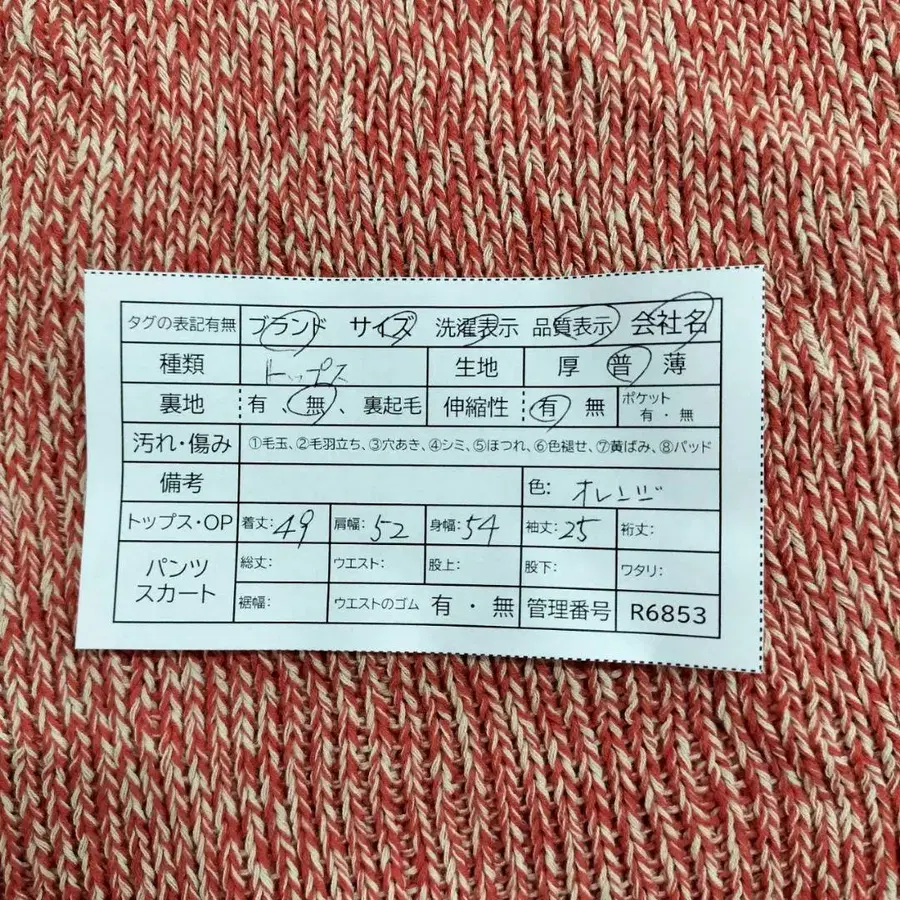 タグの表記有無 ブランド サイズ 洗濯表示 品質表示 会社名
種類 トップス 生地 厚 普 薄
裏地 有、無、裏起毛 伸縮性 有 無 ポケット 有・無
汚れ・傷み ①毛玉、②毛羽立ち、③穴あき、④シミ、⑤ほつれ、⑥色褪せ、⑦黄ばみ、⑧パッド
備考 色: オレンジ
トップス・OP 着丈: 49 肩幅: 52 身幅: 54 袖丈: 25 裄丈:
パンツ スカート 総丈: ウエスト: 股上: 股下: ワタリ:
裾幅: ウエストのゴム 有・無 管理番号 R6853